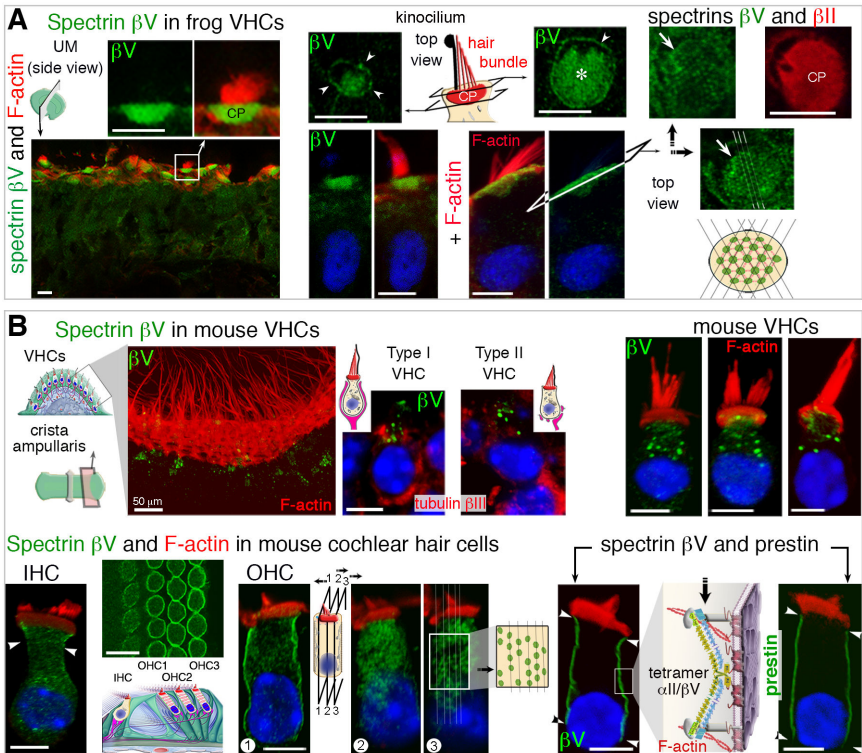 A
Spectrin βV in frog VHCs
UM
(side view)
spectrin βV and F-actin
βV
CP
βV
kinocilium
top
view
hair
bundle
CP
βV
*
spectrins βV and βII
CP
+ F-actin
F-actin
top
view
B
Spectrin βV in mouse VHCs
VHCs
crista
ampullaris
βV
50 μm
F-actin
Type I
VHC
Type II
VHC
βV
tubulin βIII
mouse VHCs
βV
F-actin
Spectrin βV and F-actin in mouse cochlear hair cells
IHC
OHC1
OHC3
IHC
OHC2
OHC
1 2 3
1 2 3
1
2
3
spectrin βV and prestin
βV
tetramer
αII/βV
F-actin
prestin